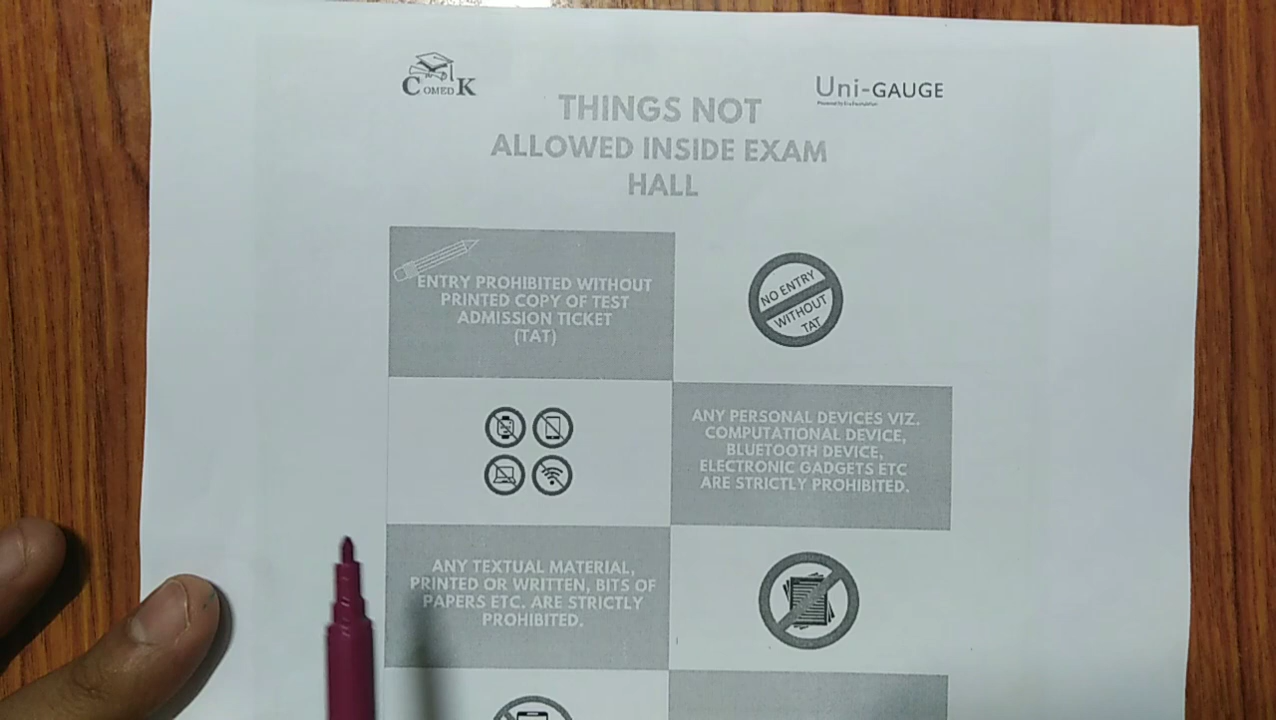 COMEDK
Uni-GAUGE
THINGS NOT
ALLOWED INSIDE EXAM
HALL
ENTRY PROHIBITED WITHOUT
PRINTED COPY OF TEST
ADMISSION TICKET
(TAT)
NO ENTRY
WITHOUT
TAT
ANY PERSONAL DEVICES VIZ.
COMPUTATIONAL DEVICE,
BLUETOOTH DEVICE,
ELECTRONIC GADGETS ETC
ARE STRICTLY PROHIBITED.
ANY TEXTUAL MATERIAL,
PRINTED OR WRITTEN, BITS OF
PAPERS ETC. ARE STRICTLY
PROHIBITED.